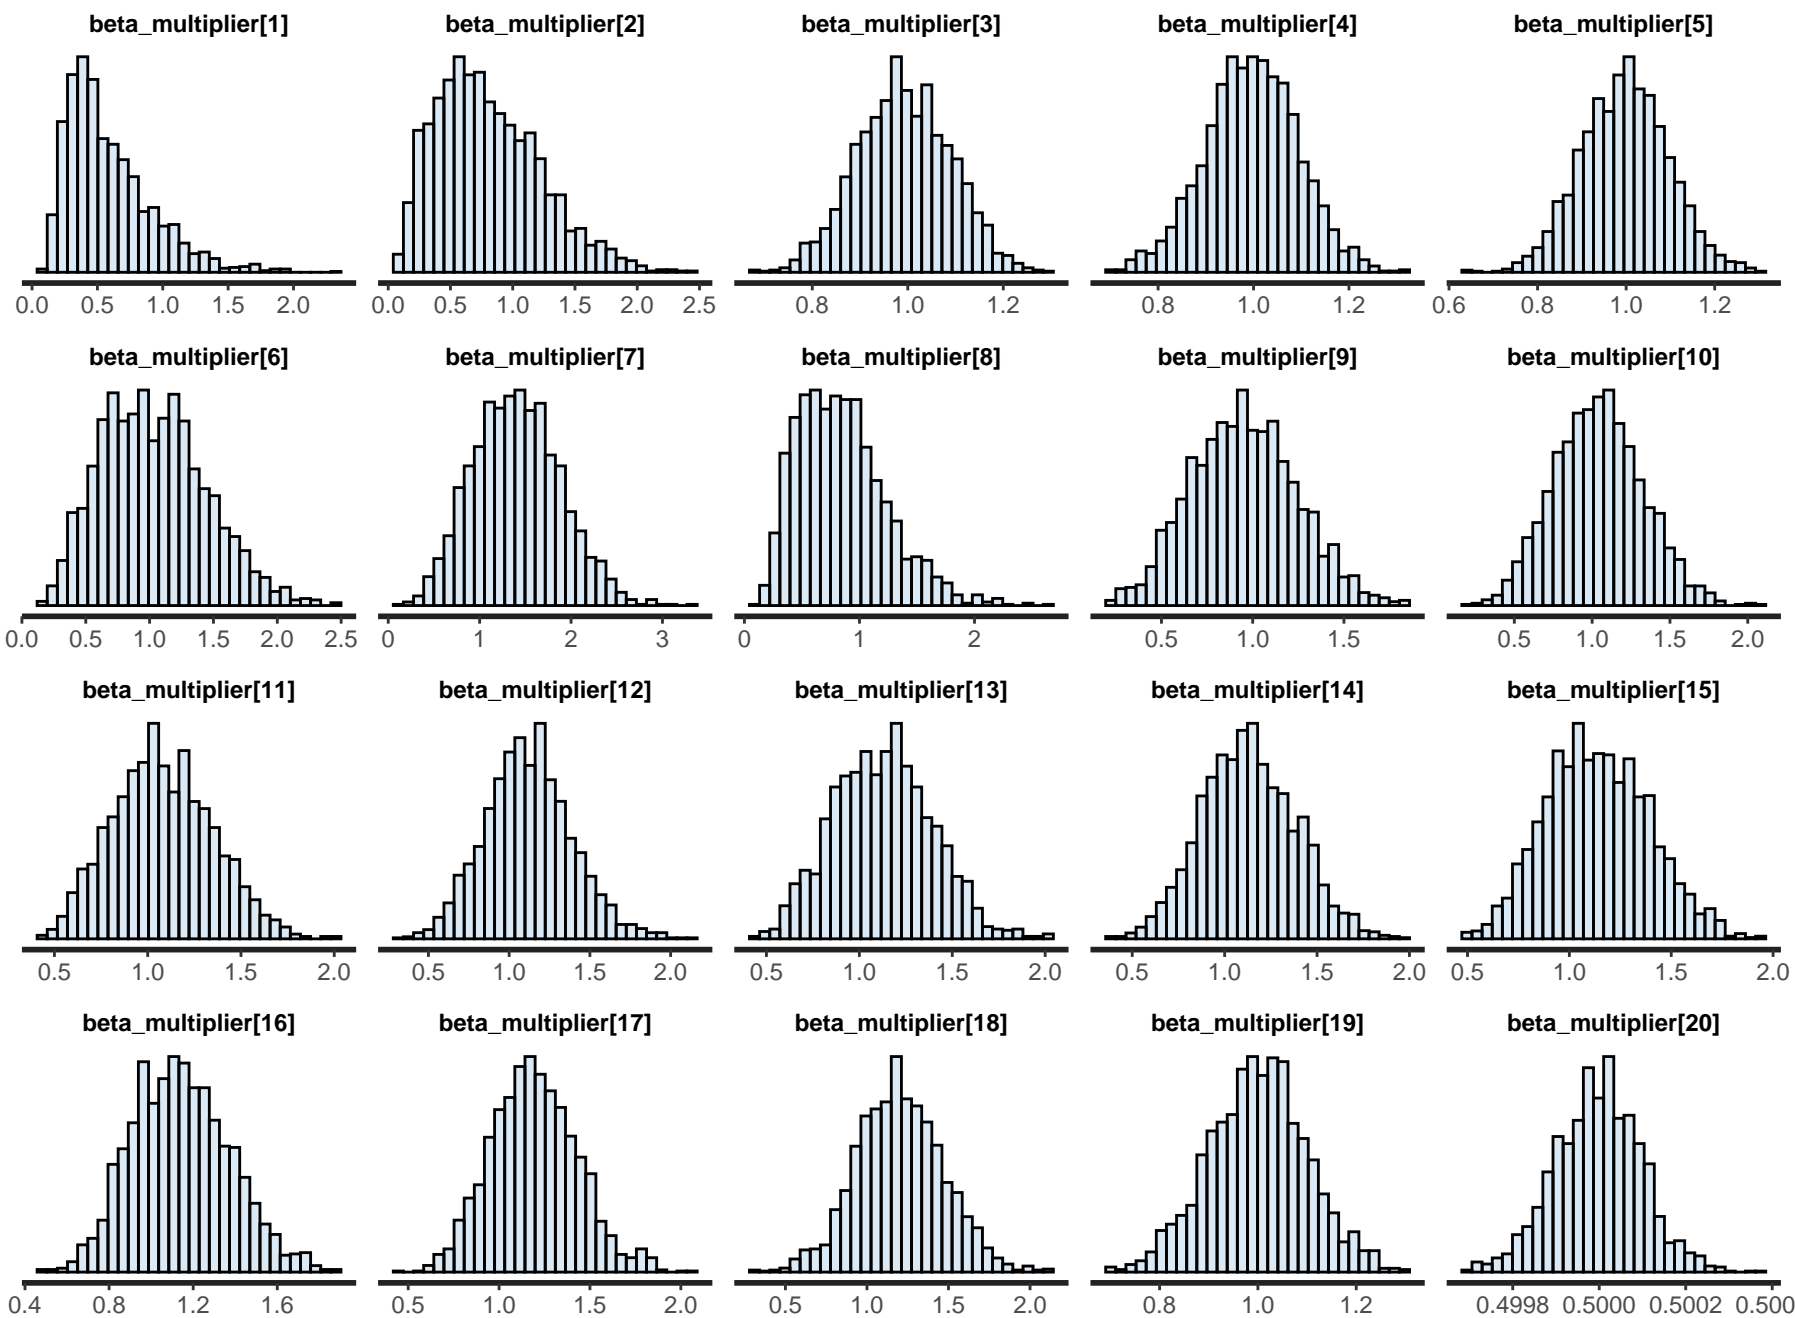 beta_multiplier[1] beta_multiplier[2] beta_multiplier[3] beta_multiplier[4] beta_multiplier[5]
0.0 0.5 1.0 1.5 2.0 0.0 0.5 1.0 1.5 2.0 2.5 0.8 1.0 1.2 0.8 1.0 1.2 0.6 0.8 1.0 1.2
beta_multiplier[6] beta_multiplier[7] beta_multiplier[8] beta_multiplier[9] beta_multiplier[10]
0.0 0.5 1.0 1.5 2.0 2.5 0 1 2 3 0 1 2 0.5 1.0 1.5 0.5 1.0 1.5 2.0
beta_multiplier[11] beta_multiplier[12] beta_multiplier[13] beta_multiplier[14] beta_multiplier[15]
0.5 1.0 1.5 2.0 0.5 1.0 1.5 2.0 0.5 1.0 1.5 2.0 0.5 1.0 1.5 2.0 0.5 1.0 1.5 2.0
beta_multiplier[16] beta_multiplier[17] beta_multiplier[18] beta_multiplier[19] beta_multiplier[20]
0.4 0.8 1.2 1.6 0.5 1.0 1.5 2.0 0.5 1.0 1.5 2.0 0.8 1.0 1.2 0.4998 0.5000 0.5002 0.500